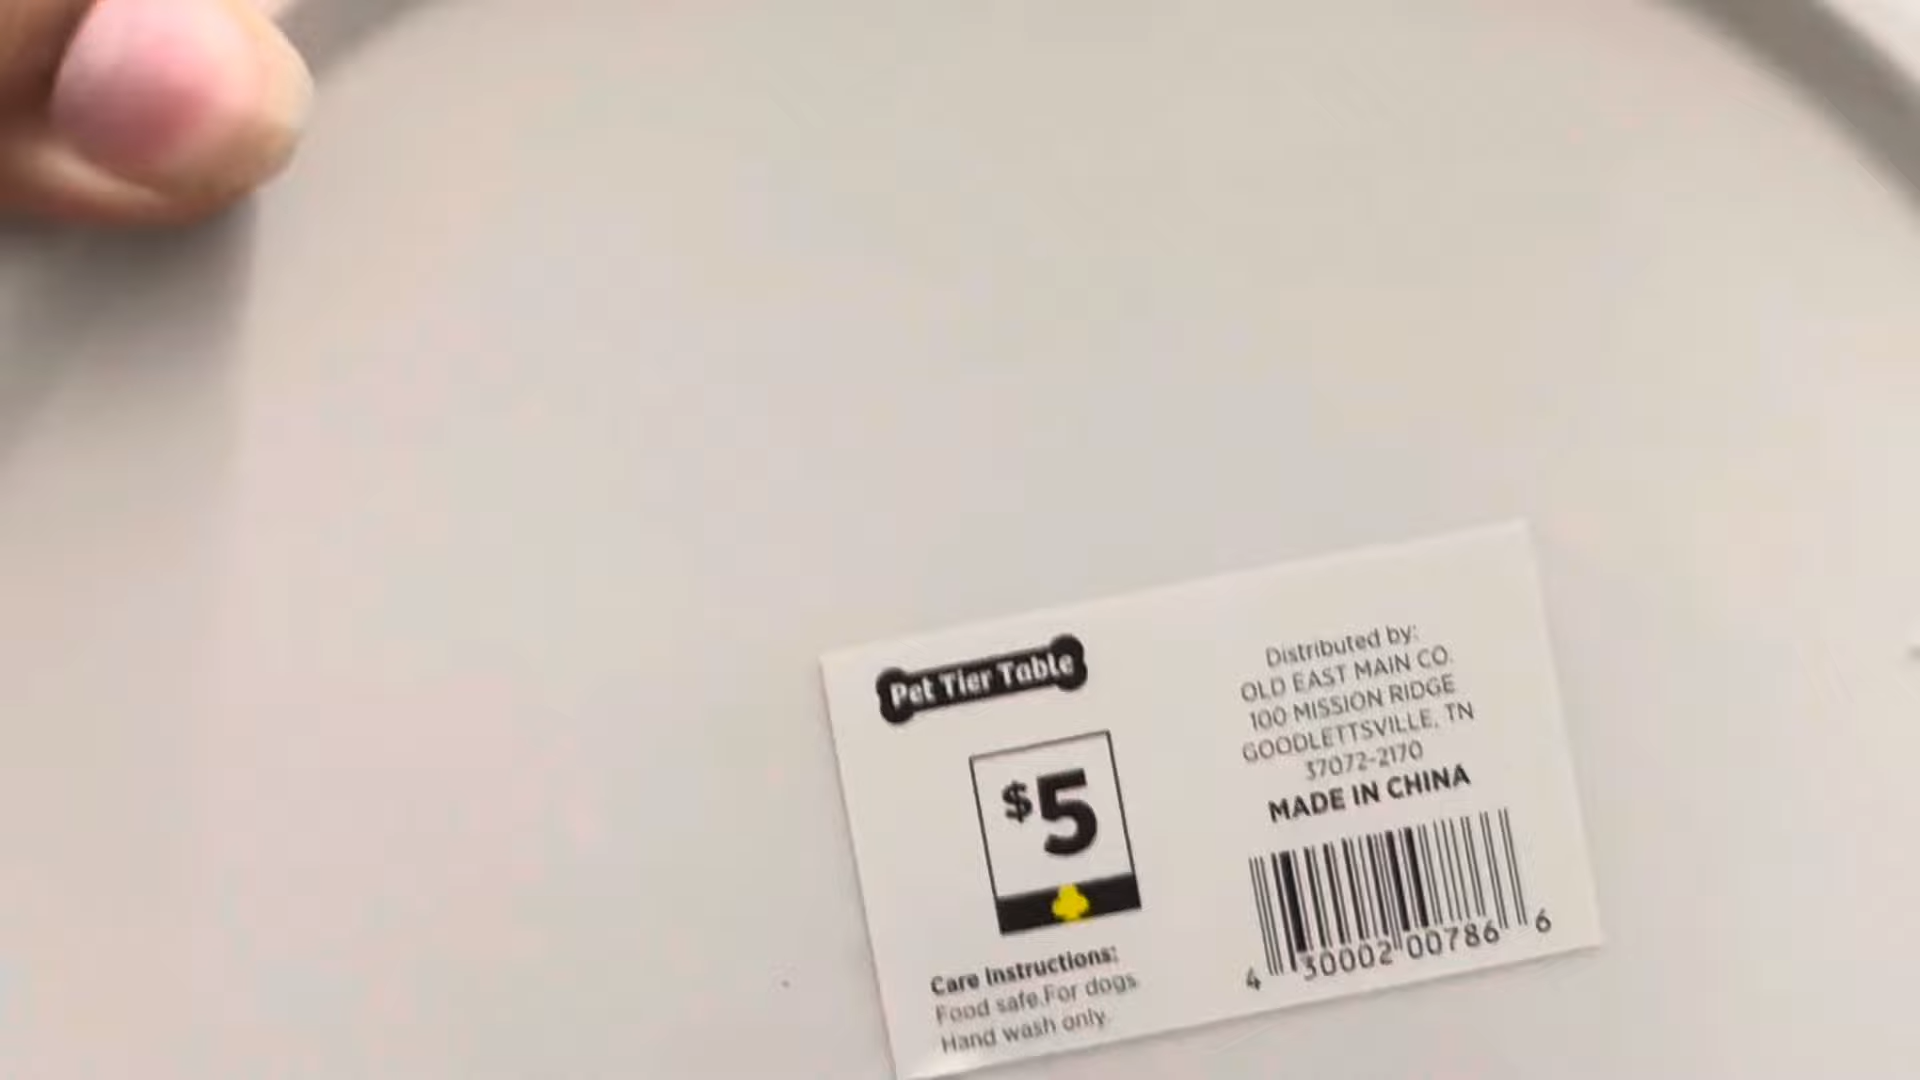 Pet Tier Table
$5
Care Instructions:
Food safe.For dogs.
Hand wash only.
Distributed by:
OLD EAST MAIN CO.
100 MISSION RIDGE
GOODLETTSVILLE, TN
37072-2170
MADE IN CHINA
4 30002 00786 6